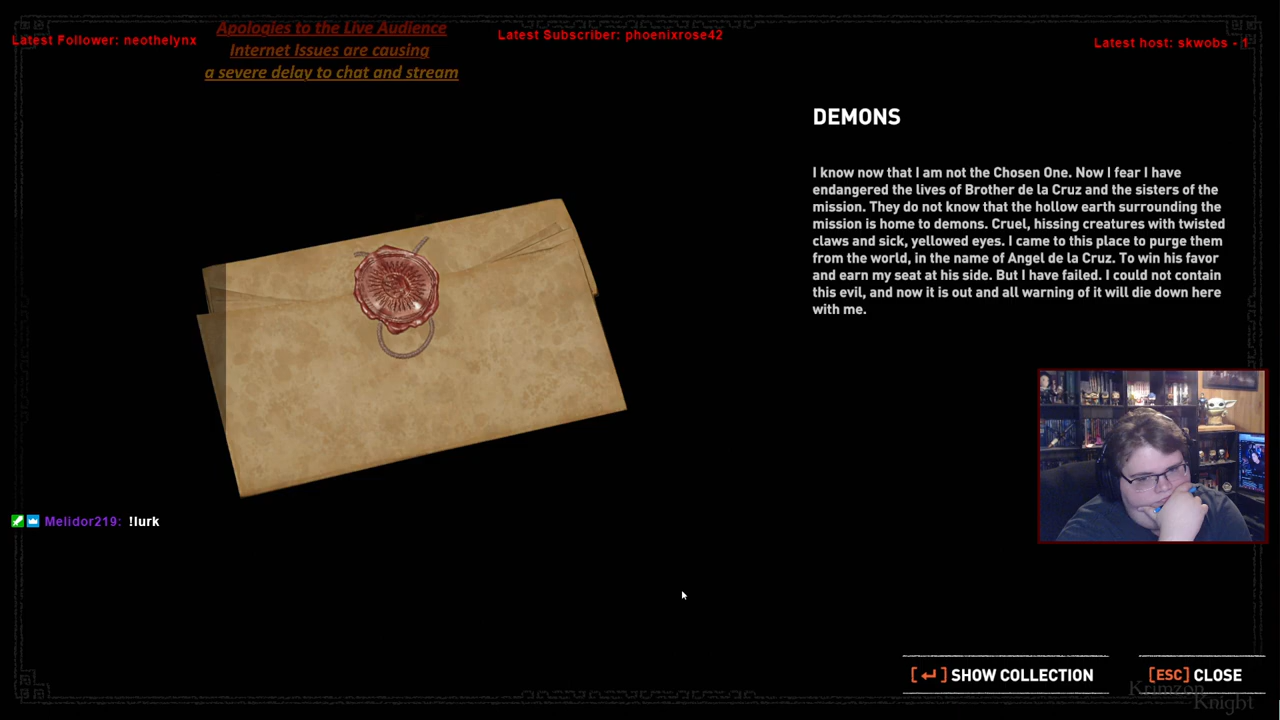 Apologies to the Live Audience
Latest Follower: neothelynx
Latest Subscriber: phoenixrose42
Latest host: skwobs - 1
Internet Issues are causing
a severe delay to chat and stream
DEMONS
I know now that I am not the Chosen One. Now I fear I have
endangered the lives of Brother de la Cruz and the sisters of the
mission. They do not know that the hollow earth surrounding the
mission is home to demons. Cruel, hissing creatures with twisted
claws and sick, yellowed eyes. I came to this place to purge them
from the world, in the name of Angel de la Cruz. To win his favor
and earn my seat at his side. But I have failed. I could not contain
this evil, and now it is out and all warning of it will die down here
with me.
Melidor219: !lurk
[↵] SHOW COLLECTION
[ESC] CLOSE
Krimzon
Knight